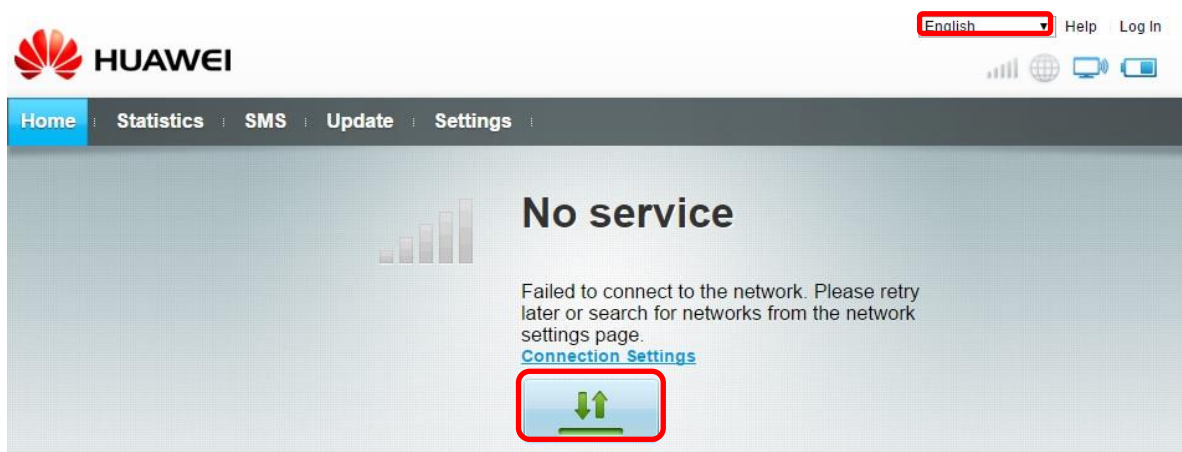 English Help Log In
HUAWEI
Home Statistics SMS Update Settings
No service
Failed to connect to the network. Please retry
later or search for networks from the network
settings page.
Connection Settings